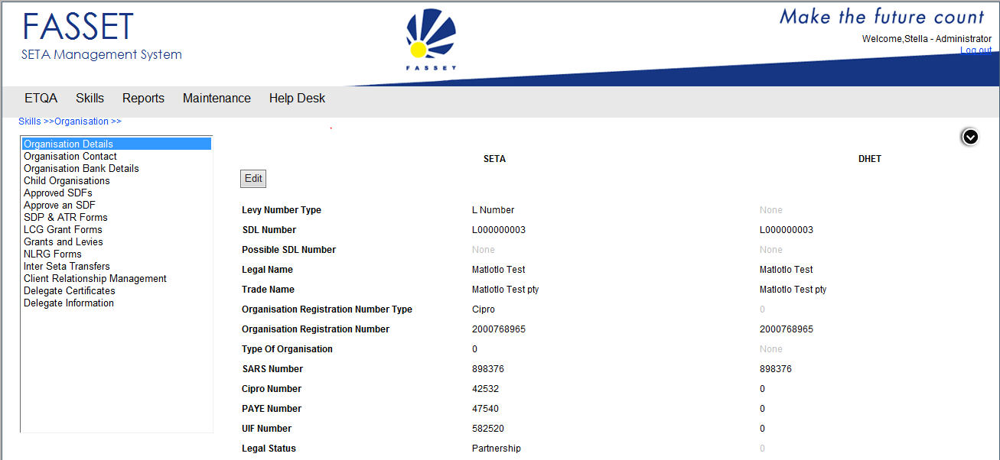 FASSET
SETA Management System
FASSET
Make the future count
Welcome,Stella - Administrator
Log out
ETQA Skills Reports Maintenance Help Desk
Skills >>Organisation >>
Organisation Details
Organisation Contact
Organisation Bank Details
Child Organisations
Approved SDFs
Approve an SDF
SDP & ATR Forms
LCG Grant Forms
Grants and Levies
NLRG Forms
Inter Seta Transfers
Client Relationship Management
Delegate Certificates
Delegate Information
SETA DHET
Edit
Levy Number Type L Number None
SDL Number L000000003 L000000003
Possible SDL Number None None
Legal Name Matlotlo Test Matlotlo Test
Trade Name Matlotlo Test pty Matlotlo Test pty
Organisation Registration Number Type Cipro 0
Organisation Registration Number 2000768965 2000768965
Type Of Organisation 0 None
SARS Number 898376 898376
Cipro Number 42532 0
PAYE Number 47540 0
UIF Number 582520 0
Legal Status Partnership 0